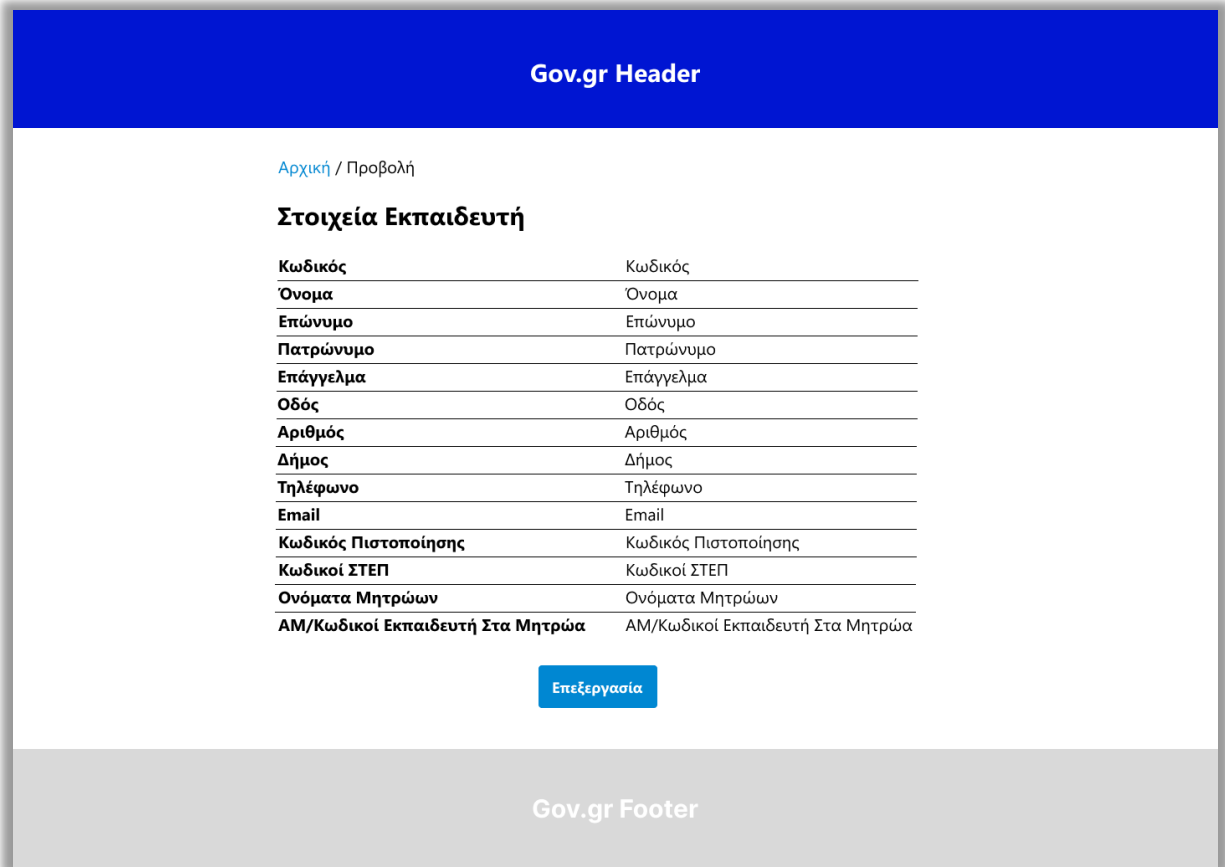 Gov.gr Header
Αρχική / Προβολή
Στοιχεία Εκπαιδευτή
Κωδικός Κωδικός
Όνομα Όνομα
Επώνυμο Επώνυμο
Πατρώνυμο Πατρώνυμο
Επάγγελμα Επάγγελμα
Οδός Οδός
Αριθμός Αριθμός
Δήμος Δήμος
Τηλέφωνο Τηλέφωνο
Email Email
Κωδικός Πιστοποίησης Κωδικός Πιστοποίησης
Κωδικοί ΣΤΕΠ Κωδικοί ΣΤΕΠ
Ονόματα Μητρώων Ονόματα Μητρώων
ΑΜ/Κωδικοί Εκπαιδευτή Στα Μητρώα ΑΜ/Κωδικοί Εκπαιδευτή Στα Μητρώα
Επεξεργασία
Gov.gr Footer